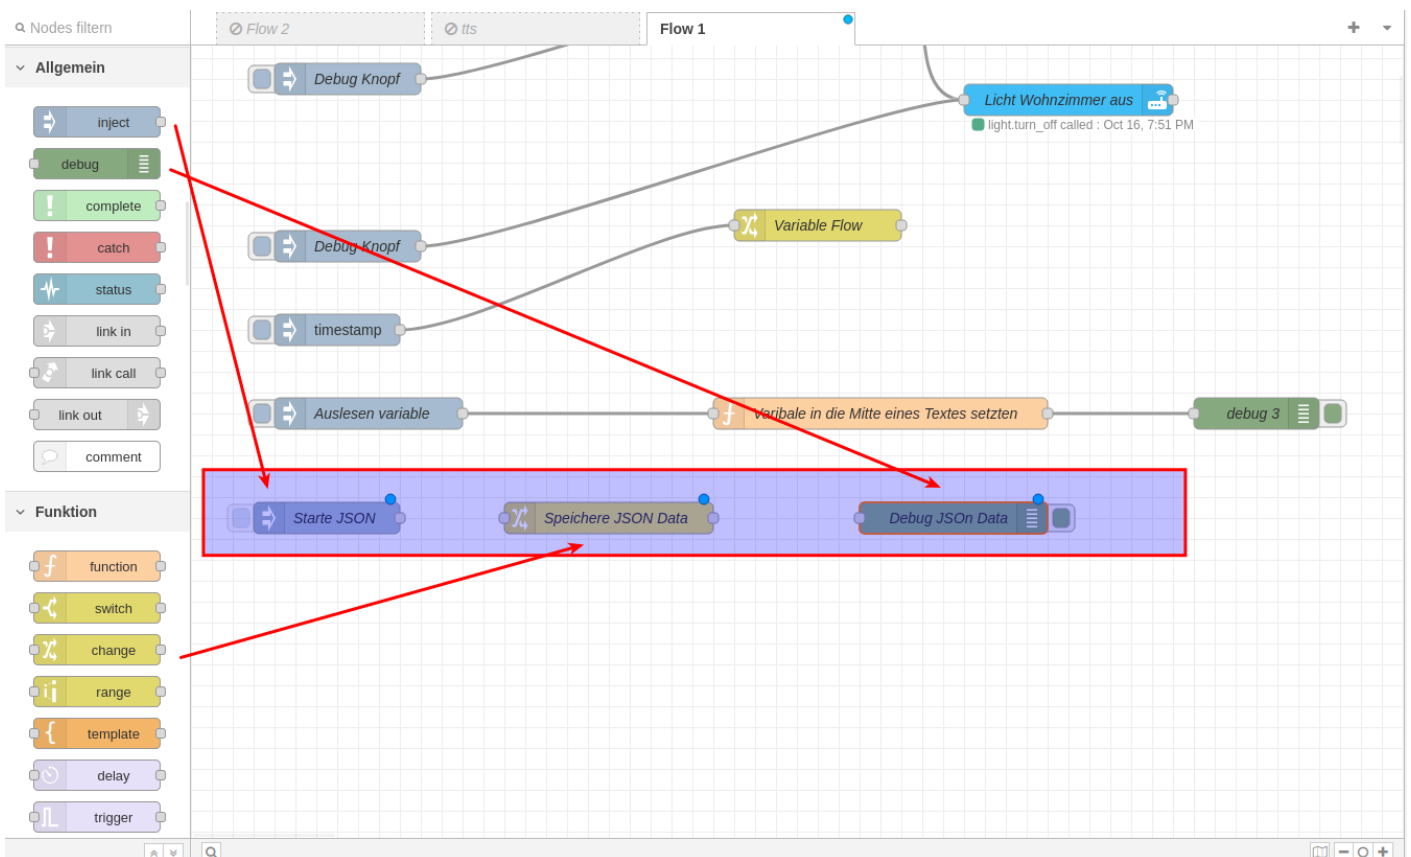 Nodes filtern
Flow 2
tts
Flow 1
Allgemein
inject
debug
complete
catch
status
link in
link call
link out
comment
Funktion
function
switch
change
range
template
delay
trigger
Debug Knopf
Licht Wohnzimmer aus
light.turn_off called : Oct 16, 7:51 PM
Debug Knopf
Variable Flow
timestamp
Auslesen variable
Varibale in die Mitte eines Textes setzten
debug 3
Starte JSON
Speichere JSON Data
Debug JSOn Data